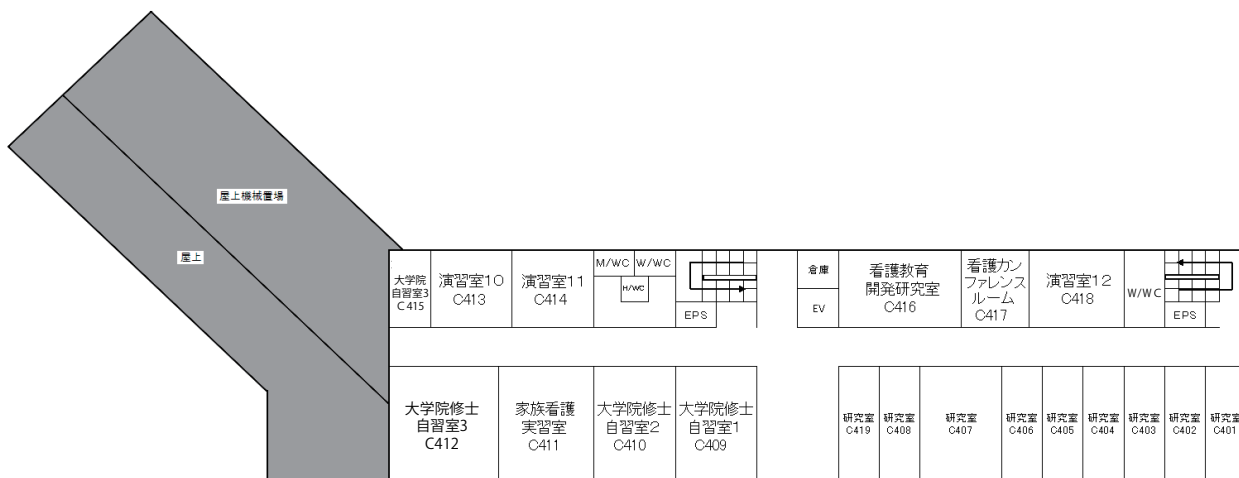 屋上機械置場
屋上
大学院
自習室3
C415
演習室10
C413
演習室11
C414
M/WC
W/WC
H/WC
EPS
倉庫
EV
看護教育
開発研究室
C416
看護カン
ファレンス
ルーム
C417
演習室12
C418
W/WC
EPS
大学院修士
自習室3
C412
家族看護
実習室
C411
大学院修士
自習室2
C410
大学院修士
自習室1
C409
研究室
C419
研究室
C408
研究室
C407
研究室
C406
研究室
C405
研究室
C404
研究室
C403
研究室
C402
研究室
C401